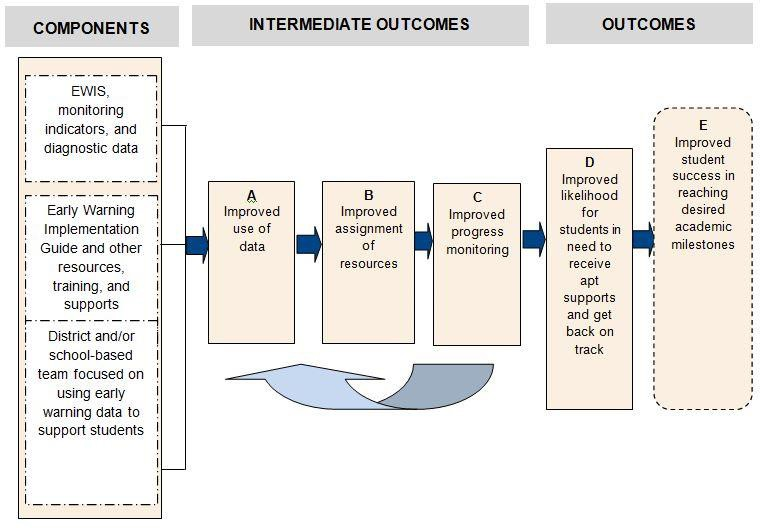 COMPONENTS
INTERMEDIATE OUTCOMES
OUTCOMES
EWIS,
monitoring
indicators, and
diagnostic data
Early Warning
Implementation
Guide and other
resources,
training, and
supports
District and/or
school-based
team focused on
using early
warning data to
support students
A
Improved
use of
data
B
Improved
assignment
of
resources
C
Improved
progress
monitoring
D
Improved
likelihood
for
students in
need to
receive
apt
supports
and get
back on
track
E
Improved
student
success in
reaching
desired
academic
milestones